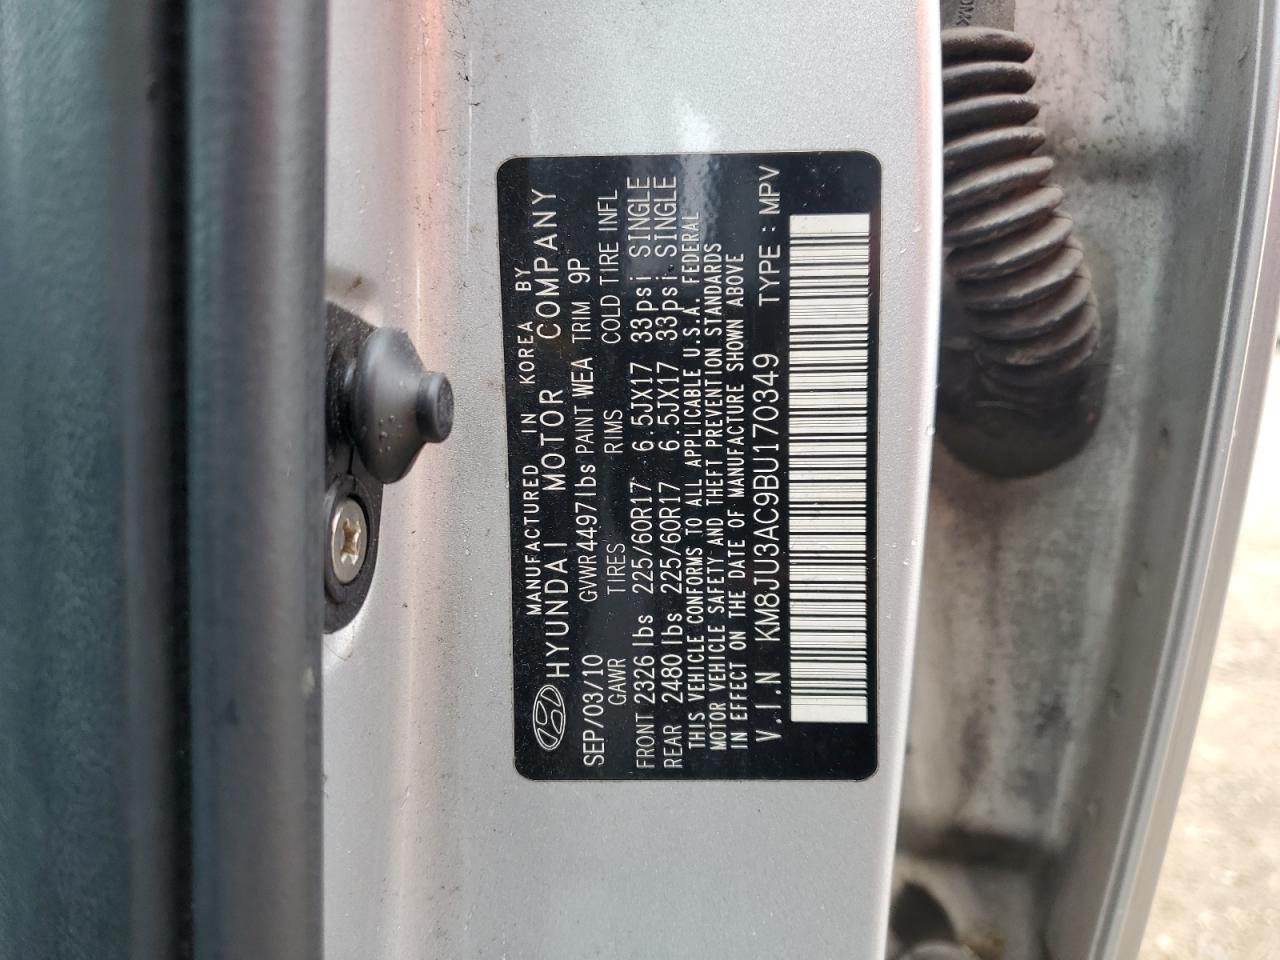 MANUFACTURED IN KOREA BY
HYUNDAI MOTOR COMPANY
SEP/03/10 GVWR4497lbs PAINT WEA TRIM 9P
GAWR TIRES RIMS COLD TIRE INFL
FRONT 2326 lbs 225/60R17 6.5JX17 33psi SINGLE
REAR 2480 lbs 225/60R17 6.5JX17 33psi SINGLE
THIS VEHICLE CONFORMS TO ALL APPLICABLE U.S.A. FEDERAL
MOTOR VEHICLE SAFETY AND THEFT PREVENTION STANDARDS
IN EFFECT ON THE DATE OF MANUFACTURE SHOWN ABOVE
V.I.N KM8JU3AC9BU170349 TYPE : MPV